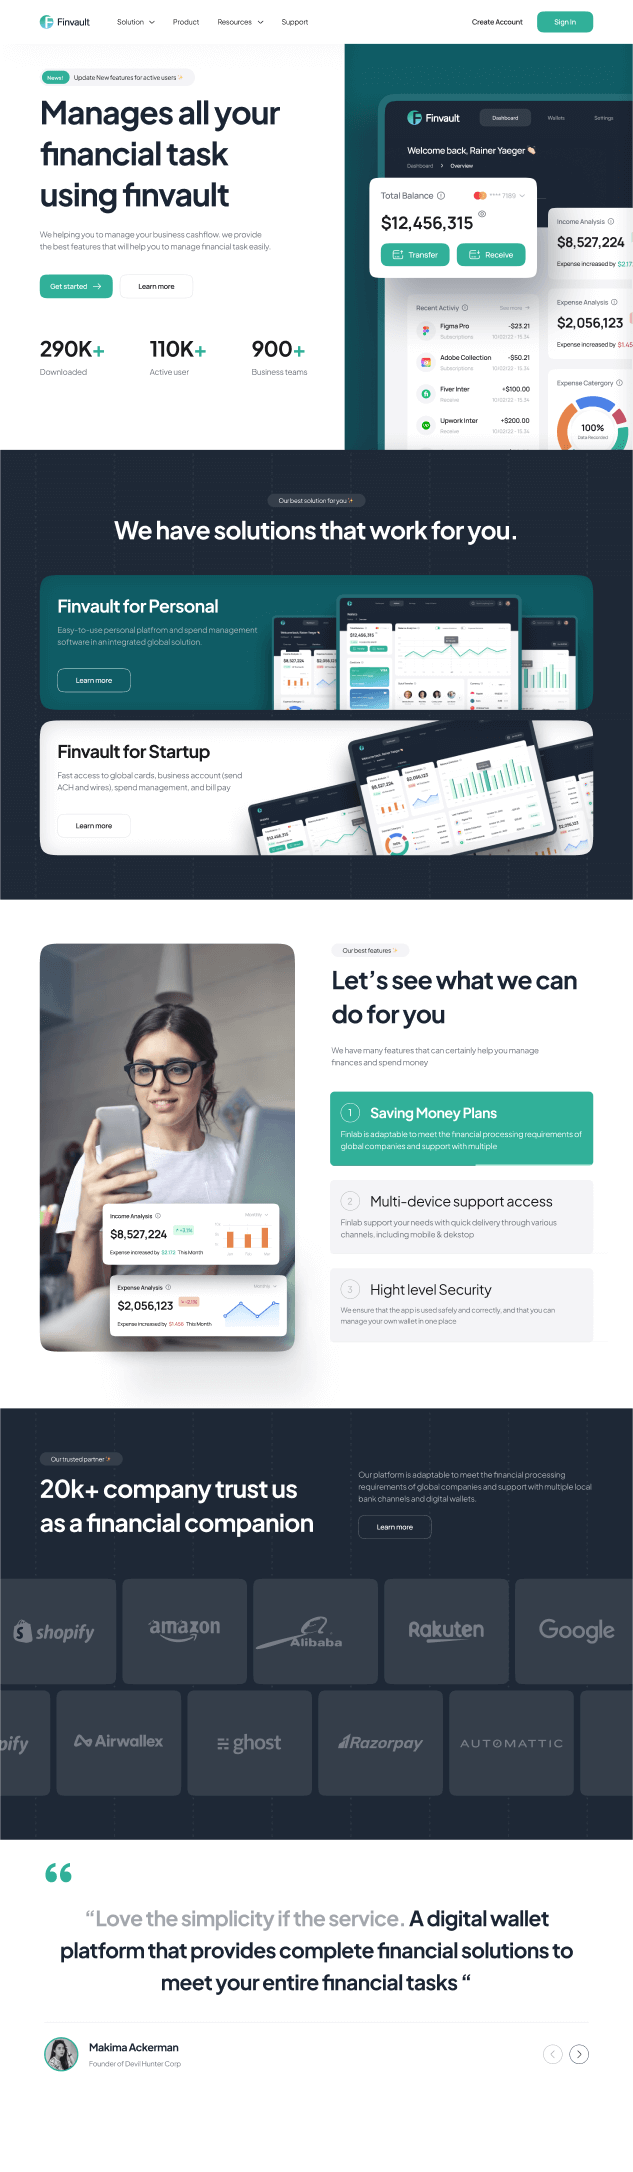 Finvault
Solution
Product
Resources
Support
Create Account
Sign In
News!
Update New features for active users
Manages all your
financial task
using finvault
We helping you to manage your business cashflow. we provide
the best features that will help you to manage financial task easily.
Get started
Learn more
290K+
Downloaded
110K+
Active user
900+
Business teams
Finvault
Dashboard
Wallets
Settings
Welcome back, Rainer Yaeger
Dashboard
Overview
Total Balance
**** 7189
$12,456,315
Transfer
Receive
Income Analysis
$8,527,224
Expense increased by $2.17
Expense Analysis
$2,056,123
Expense increased by $1.45
Recent Activiy
See more
Figma Pro
-$23.21
Subscriptions
10/02/22 - 15.34
Adobe Collection
-$50.21
Subscriptions
10/02/22 - 15.34
Fiver Inter
+$100.00
Receive
10/02/22 - 15.34
Upwork Inter
+$200.00
Receive
10/02/22 - 15.34
Expense Catergory
100%
Data Recorded
Our best solution for you
We have solutions that work for you.
Finvault for Personal
Easy-to-use personal platfrom and spend management
software in an integrated global solution.
Learn more
$12,456,315
$8,527,224
Finvault for Startup
Fast access to global cards, business account (send
ACH and wires), spend management, and bill pay
Learn more
$12,456,315
$8,527,224
$2,056,123
Our best features
Let's see what we can
do for you
We have many features that can certainly help you manage
finances and spend money
1
Saving Money Plans
Finlab is adaptable to meet the financial processing requirements of
global companies and support with multiple
2
Multi-device support access
Finlab support your needs with quick delivery through various
channels, including mobile & dekstop
3
Hight level Security
We ensure that the app is used safely and correctly, and that you can
manage your own wallet in one place
Income Analysis
Monthly
$8,527,224
+3.1%
Expense increased by $2.172 This Month
Expense Analysis
Monthly
$2,056,123
-2.1%
Expense increased by $1.456 This Month
Our trusted partner
20k+ company trust us
as a financial companion
Our platform is adaptable to meet the financial processing
requirements of global companies and support with multiple local
bank channels and digital wallets.
Learn more
shopify
amazon
Alibaba
Rakuten
Google
pify
Airwallex
ghost
Razorpay
AUTOMATTIC
“Love the simplicity if the service. A digital wallet
platform that provides complete financial solutions to
meet your entire financial tasks “
Makima Ackerman
Founder of Devil Hunter Corp